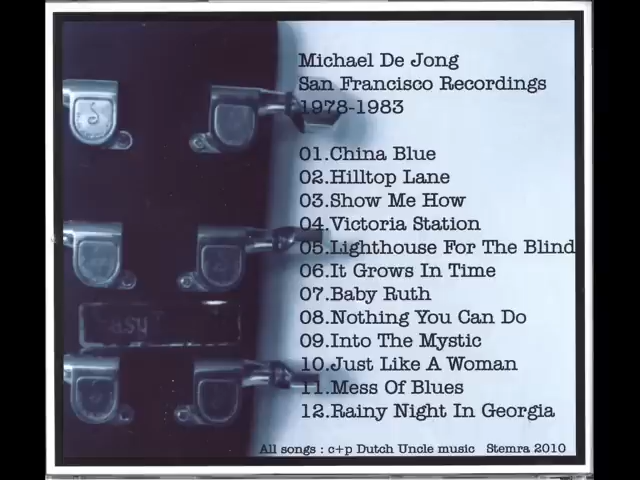 Michael De Jong
San Francisco Recordings
1978-1983
01.China Blue
02.Hilltop Lane
03.Show Me How
04.Victoria Station
05.Lighthouse For The Blind
06.It Grows In Time
07.Baby Ruth
08.Nothing You Can Do
09.Into The Mystic
10.Just Like A Woman
11.Mess Of Blues
12.Rainy Night In Georgia
All songs : c+p Dutch Uncle music Stemra 2010